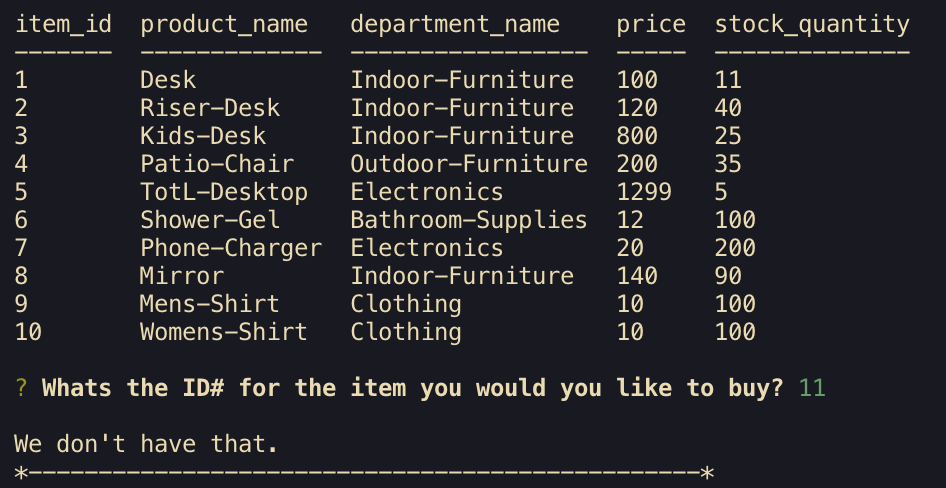 item_id  product_name   department_name    price  stock_quantity
-------  -------------  -----------------  -----  --------------
1        Desk           Indoor-Furniture   100    11
2        Riser-Desk     Indoor-Furniture   120    40
3        Kids-Desk      Indoor-Furniture   800    25
4        Patio-Chair    Outdoor-Furniture  200    35
5        TotL-Desktop   Electronics        1299   5
6        Shower-Gel     Bathroom-Supplies  12     100
7        Phone-Charger  Electronics        20     200
8        Mirror         Indoor-Furniture   140    90
9        Mens-Shirt     Clothing           10     100
10       Womens-Shirt   Clothing           10     100
? Whats the ID# for the item you would you like to buy? 11
We don't have that.
*------------------------------------------------*